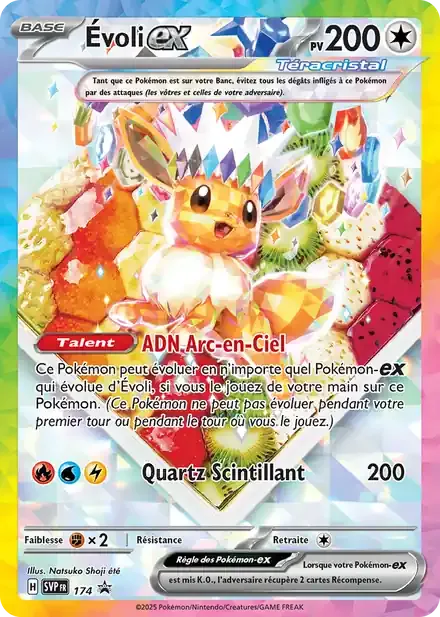 BASE Évoli ex PV 200
Téracristal
Tant que ce Pokémon est sur votre Banc, évitez tous les dégâts infligés à ce Pokémon
par des attaques (les vôtres et celles de votre adversaire).
Talent ADN Arc-en-Ciel
Ce Pokémon peut évoluer en n'importe quel Pokémon-ex
qui évolue d'Évoli, si vous le jouez de votre main sur ce
Pokémon. (Ce Pokémon ne peut pas évoluer pendant votre
premier tour ou pendant le tour où vous le jouez.)
Quartz Scintillant 200
Faiblesse ×2 Résistance Retraite
Règle des Pokémon-ex Lorsque votre Pokémon-ex
est mis K.O., l'adversaire récupère 2 cartes Récompense.
Illus. Natsuko Shoji été
H SVP FR 174
©2025 Pokémon/Nintendo/Creatures/GAME FREAK